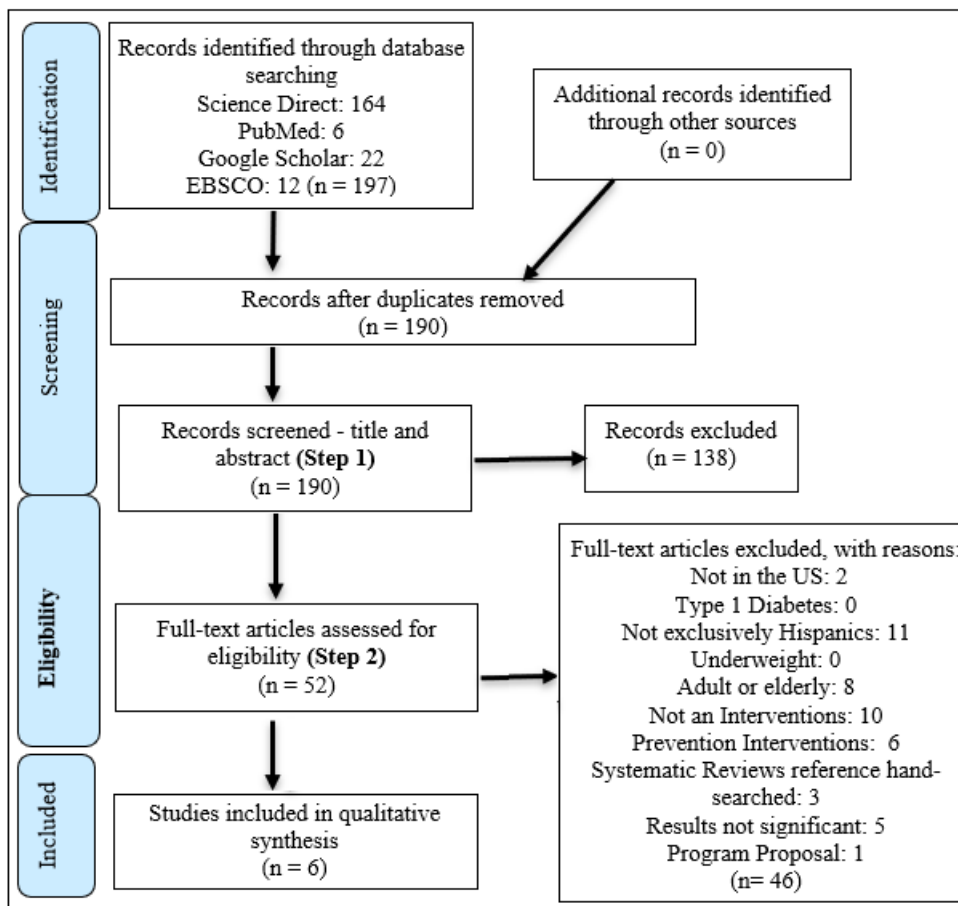 Identification
Records identified through database
searching
Science Direct: 164
PubMed: 6
Google Scholar: 22
EBSCO: 12 (n = 197)
Additional records identified
through other sources
(n = 0)
Screening
Records after duplicates removed
(n = 190)
Records screened - title and
abstract (Step 1)
(n = 190)
Records excluded
(n = 138)
Eligibility
Full-text articles assessed for
eligibility (Step 2)
(n = 52)
Full-text articles excluded, with reasons:
Not in the US: 2
Type 1 Diabetes: 0
Not exclusively Hispanics: 11
Underweight: 0
Adult or elderly: 8
Not an Interventions: 10
Prevention Interventions: 6
Systematic Reviews reference hand-
searched: 3
Results not significant: 5
Program Proposal: 1
(n= 46)
Included
Studies included in qualitative
synthesis
(n = 6)